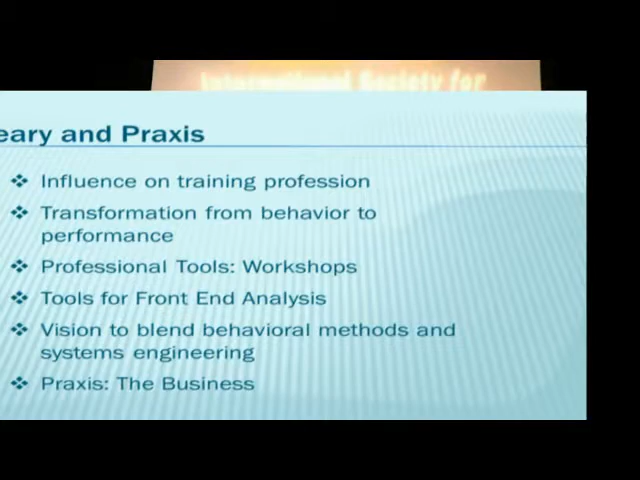 International Society for
eary and Praxis
Influence on training profession
Transformation from behavior to
performance
Professional Tools: Workshops
Tools for Front End Analysis
Vision to blend behavioral methods and
systems engineering
Praxis: The Business